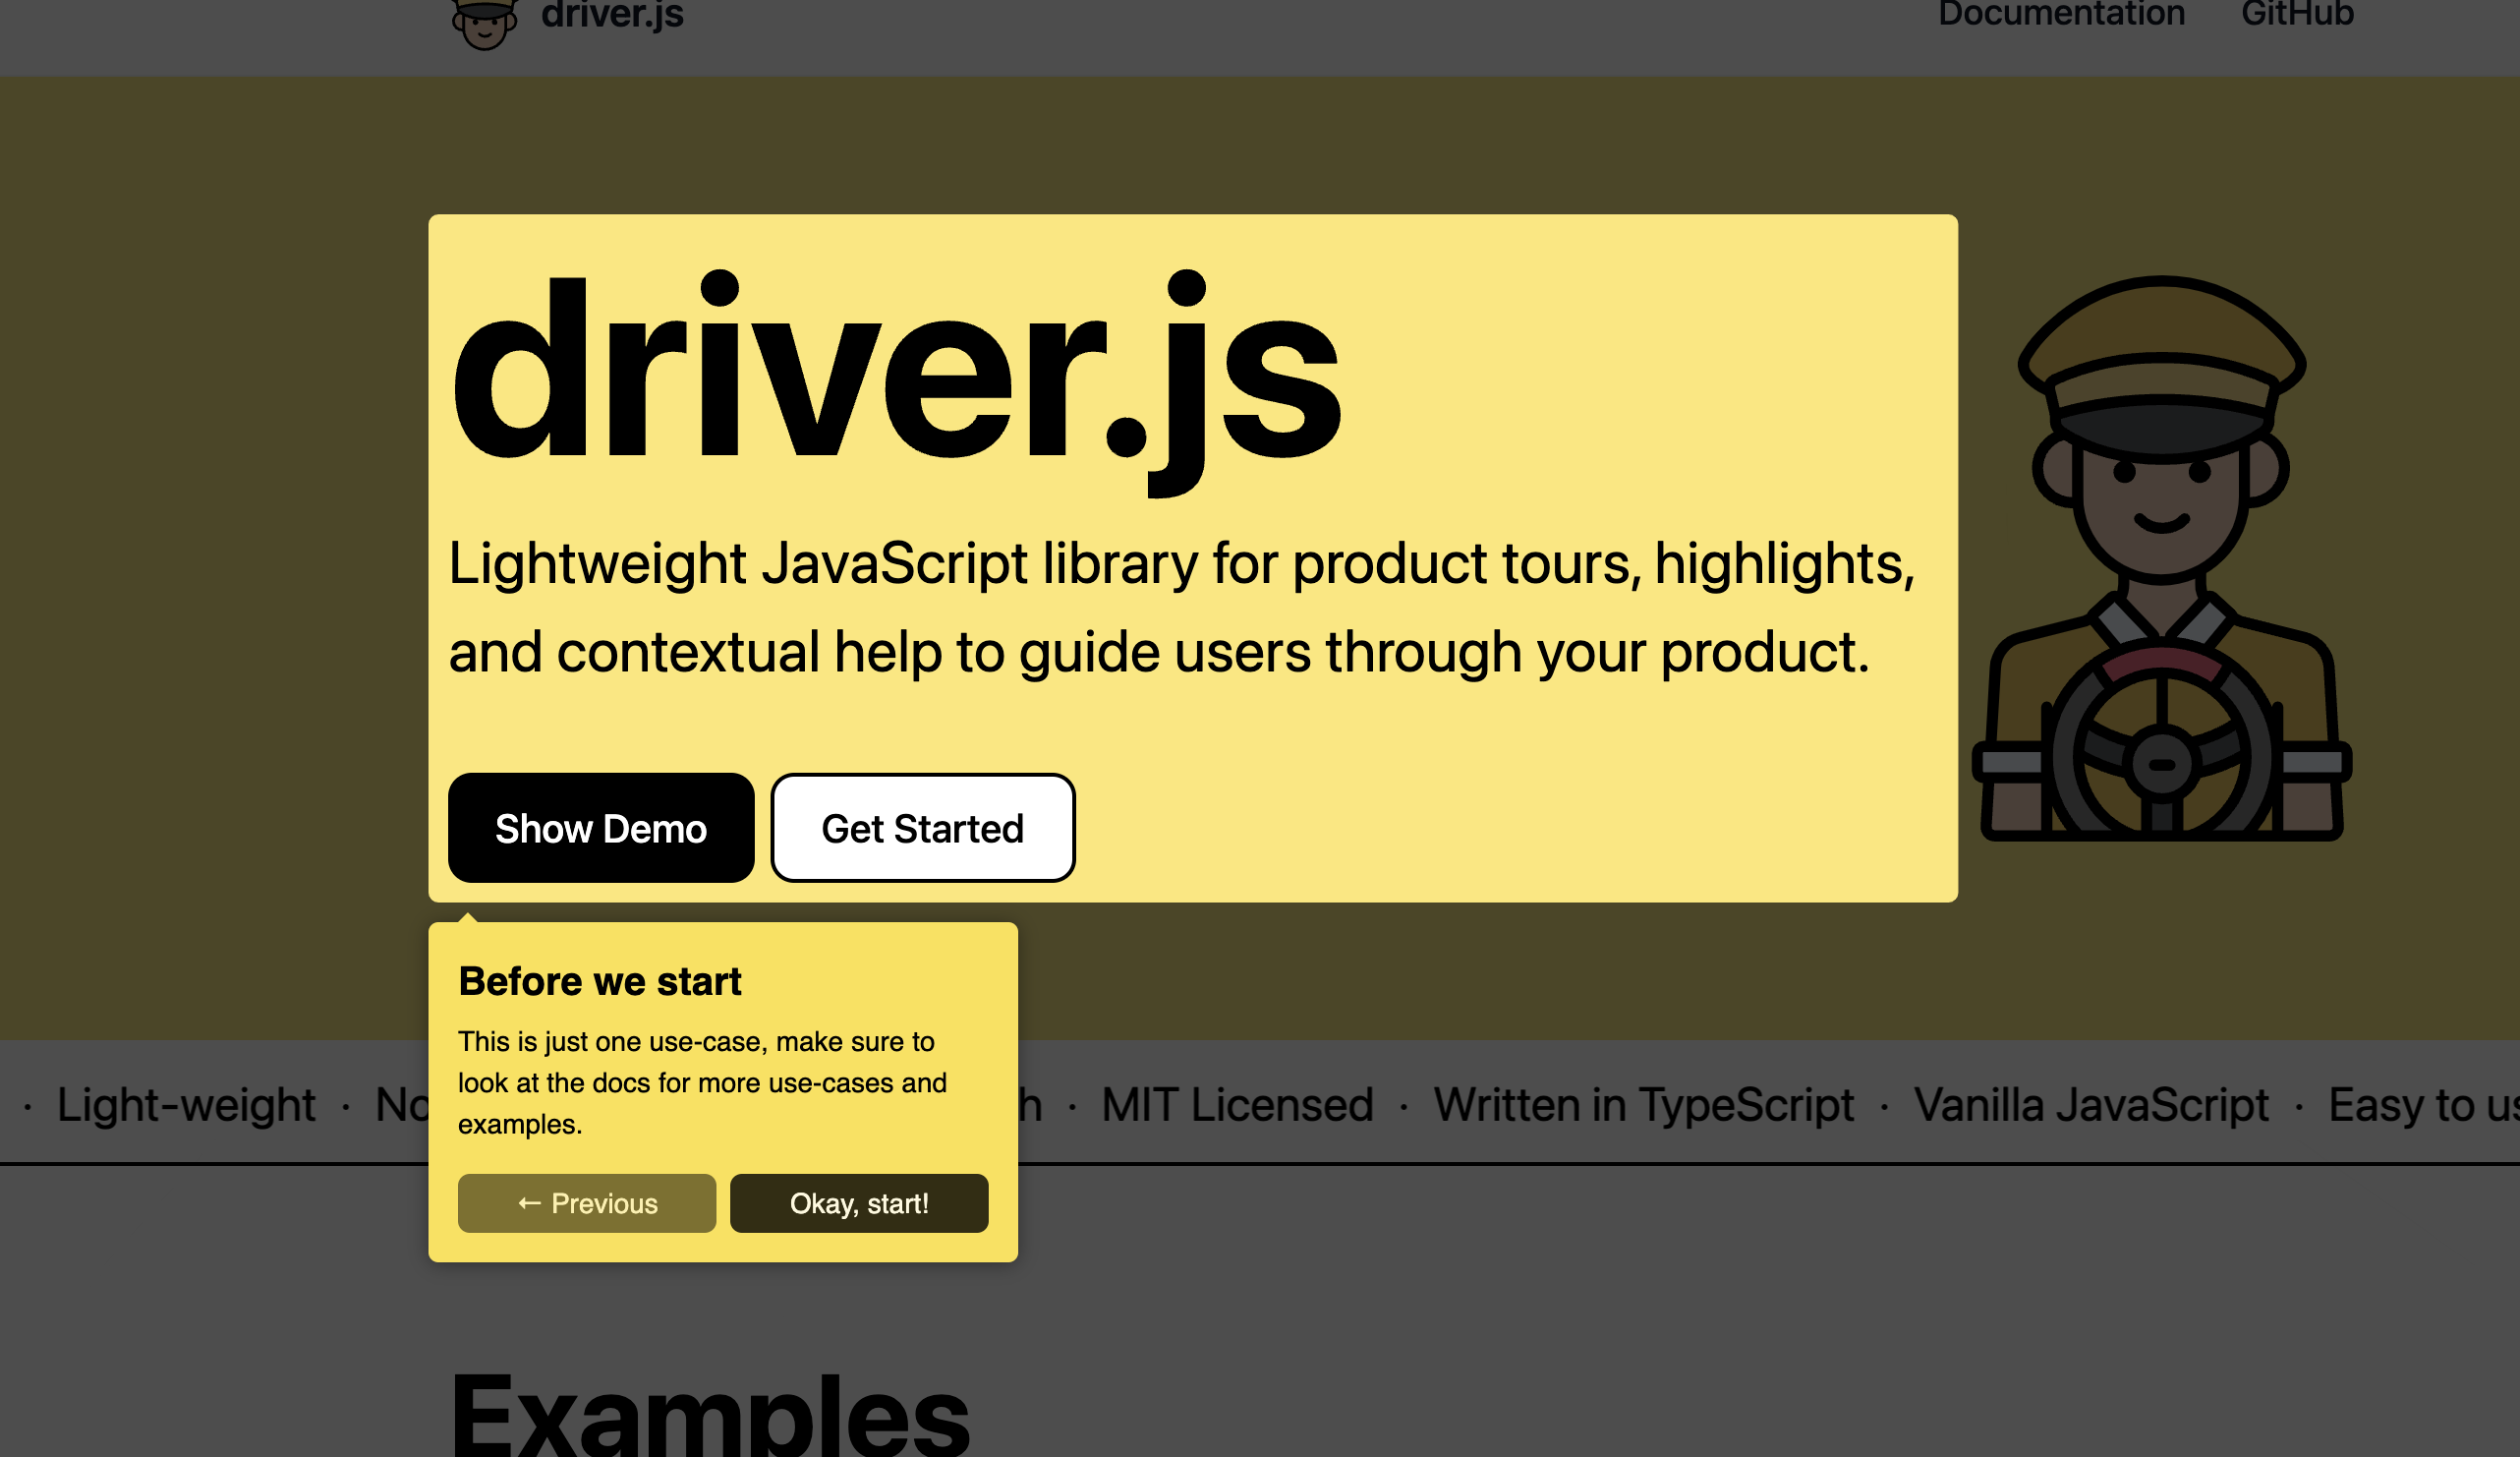 driver.js
Documentation GitHub
driver.js
Lightweight JavaScript library for product tours, highlights,
and contextual help to guide users through your product.
Show Demo Get Started
Before we start
This is just one use-case, make sure to
look at the docs for more use-cases and
examples.
← Previous Okay, start!
· Light-weight · · MIT Licensed · Written in TypeScript · Vanilla JavaScript · Easy to
Examples